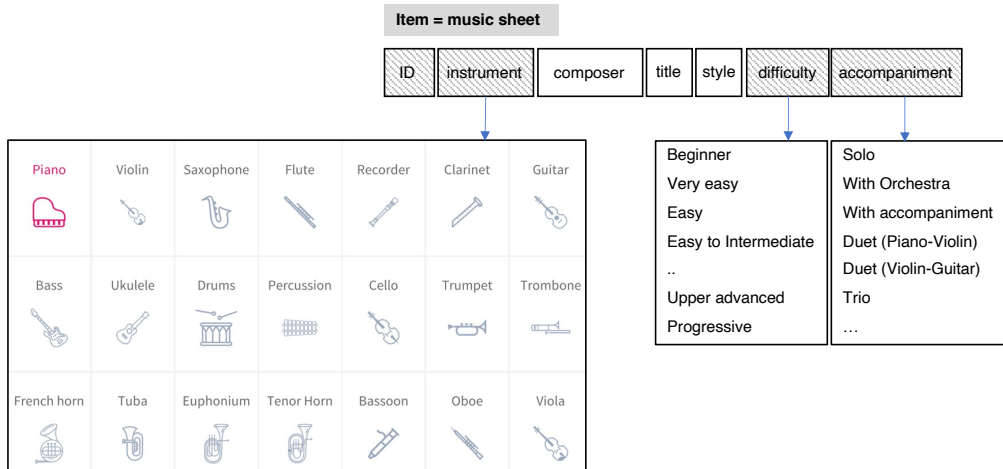 Item = music sheet
ID instrument composer title style difficulty accompaniment
Piano Violin Saxophone Flute Recorder Clarinet Guitar
Bass Ukulele Drums Percussion Cello Trumpet Trombone
French horn Tuba Euphonium Tenor Horn Bassoon Oboe Viola
Beginner
Very easy
Easy
Easy to Intermediate
..
Upper advanced
Progressive
Solo
With Orchestra
With accompaniment
Duet (Piano-Violin)
Duet (Violin-Guitar)
Trio
…